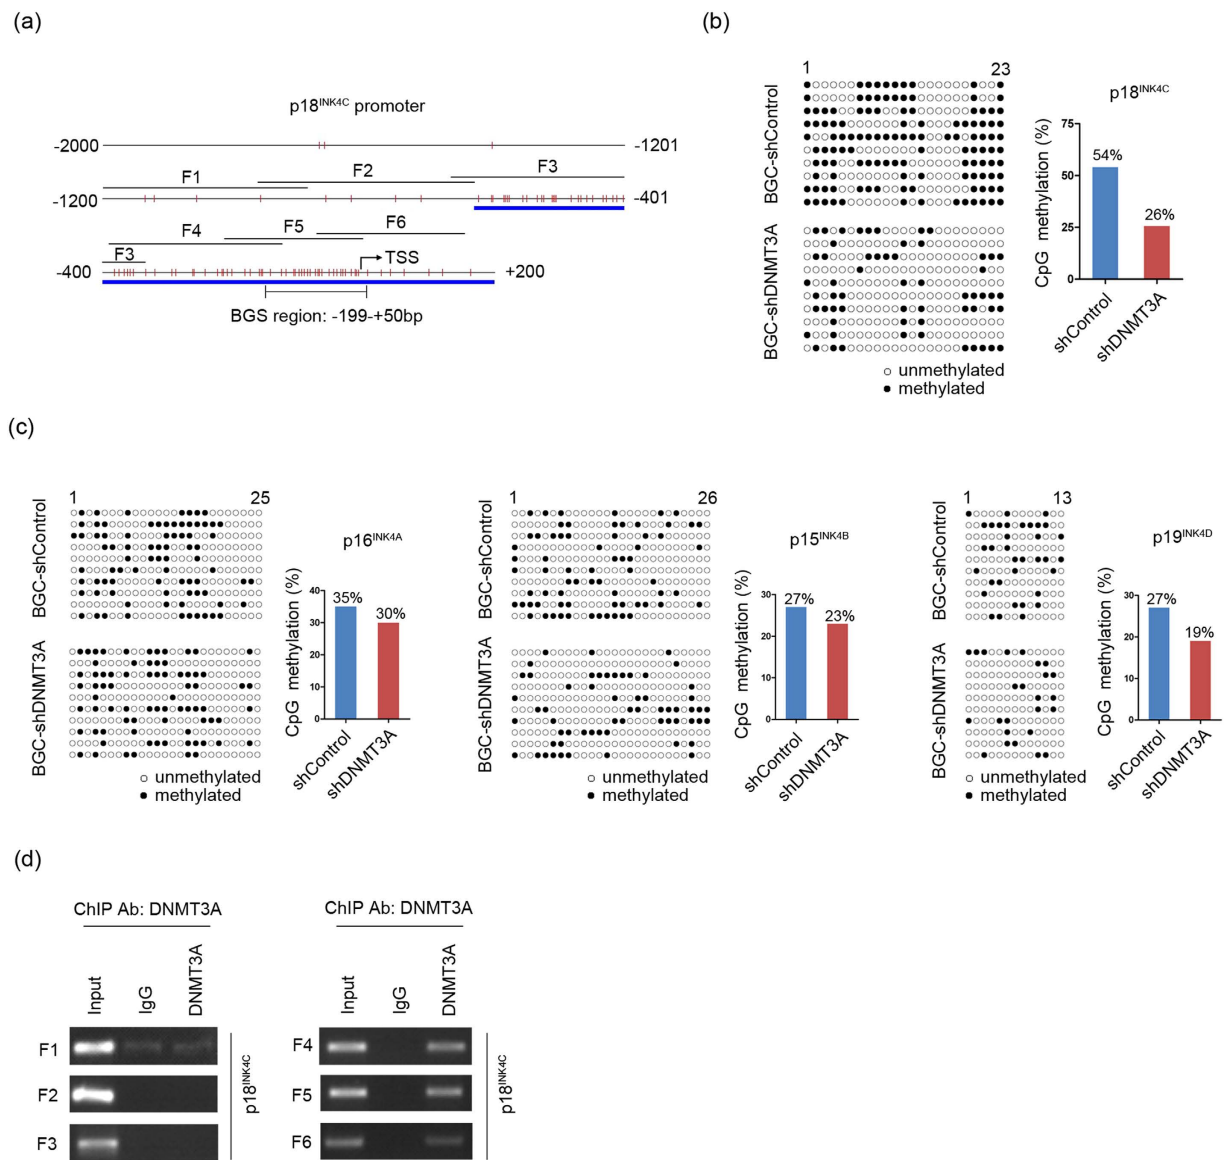 (a)
p18INK4C promoter
-2000 -1201
F1 F2 F3
-1200 -401
F4 F5 F6
F3
TSS
-400 +200
BGS region: -199-+50bp
(b)
1 23
BGC-shControl
BGC-shDNMT3A
unmethylated
methylated
p18INK4C
CpG methylation (%)
75
50
25
0
54%
26%
shControl
shDNMT3A
(c)
1 25
BGC-shControl
BGC-shDNMT3A
unmethylated
methylated
p16INK4A
CpG methylation (%)
40
30
20
10
0
35%
30%
shControl
shDNMT3A
1 26
BGC-shControl
BGC-shDNMT3A
unmethylated
methylated
p15INK4B
CpG methylation (%)
30
20
10
0
27%
23%
shControl
shDNMT3A
1 13
BGC-shControl
BGC-shDNMT3A
unmethylated
methylated
p19INK4D
CpG methylation (%)
30
20
10
0
27%
19%
shControl
shDNMT3A
(d)
ChIP Ab: DNMT3A
Input
IgG
DNMT3A
F1
F2
F3
p18INK4C
ChIP Ab: DNMT3A
Input
IgG
DNMT3A
F4
F5
F6
p18INK4C